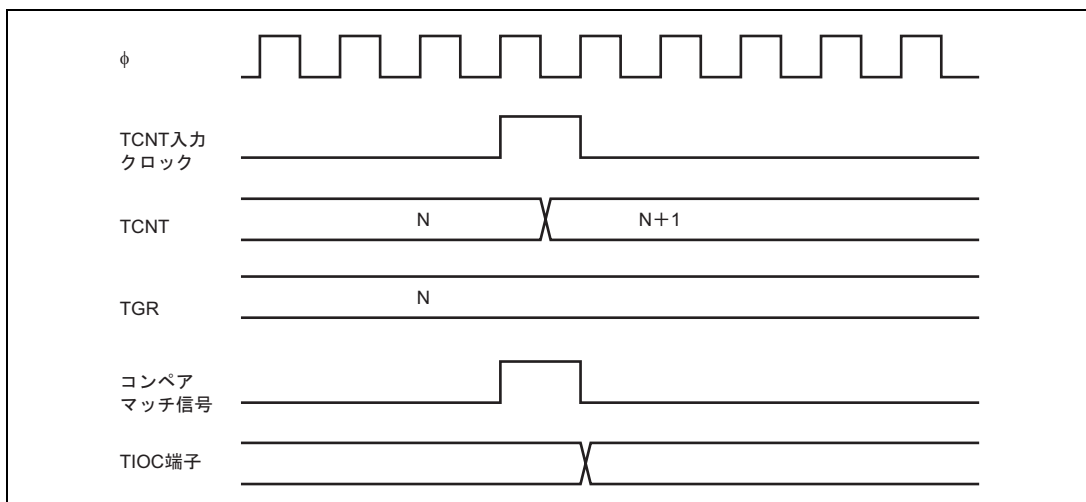 φ
TCNT入力
クロック
TCNT
N
N＋1
TGR
N
コンペア
マッチ信号
TIOC端子